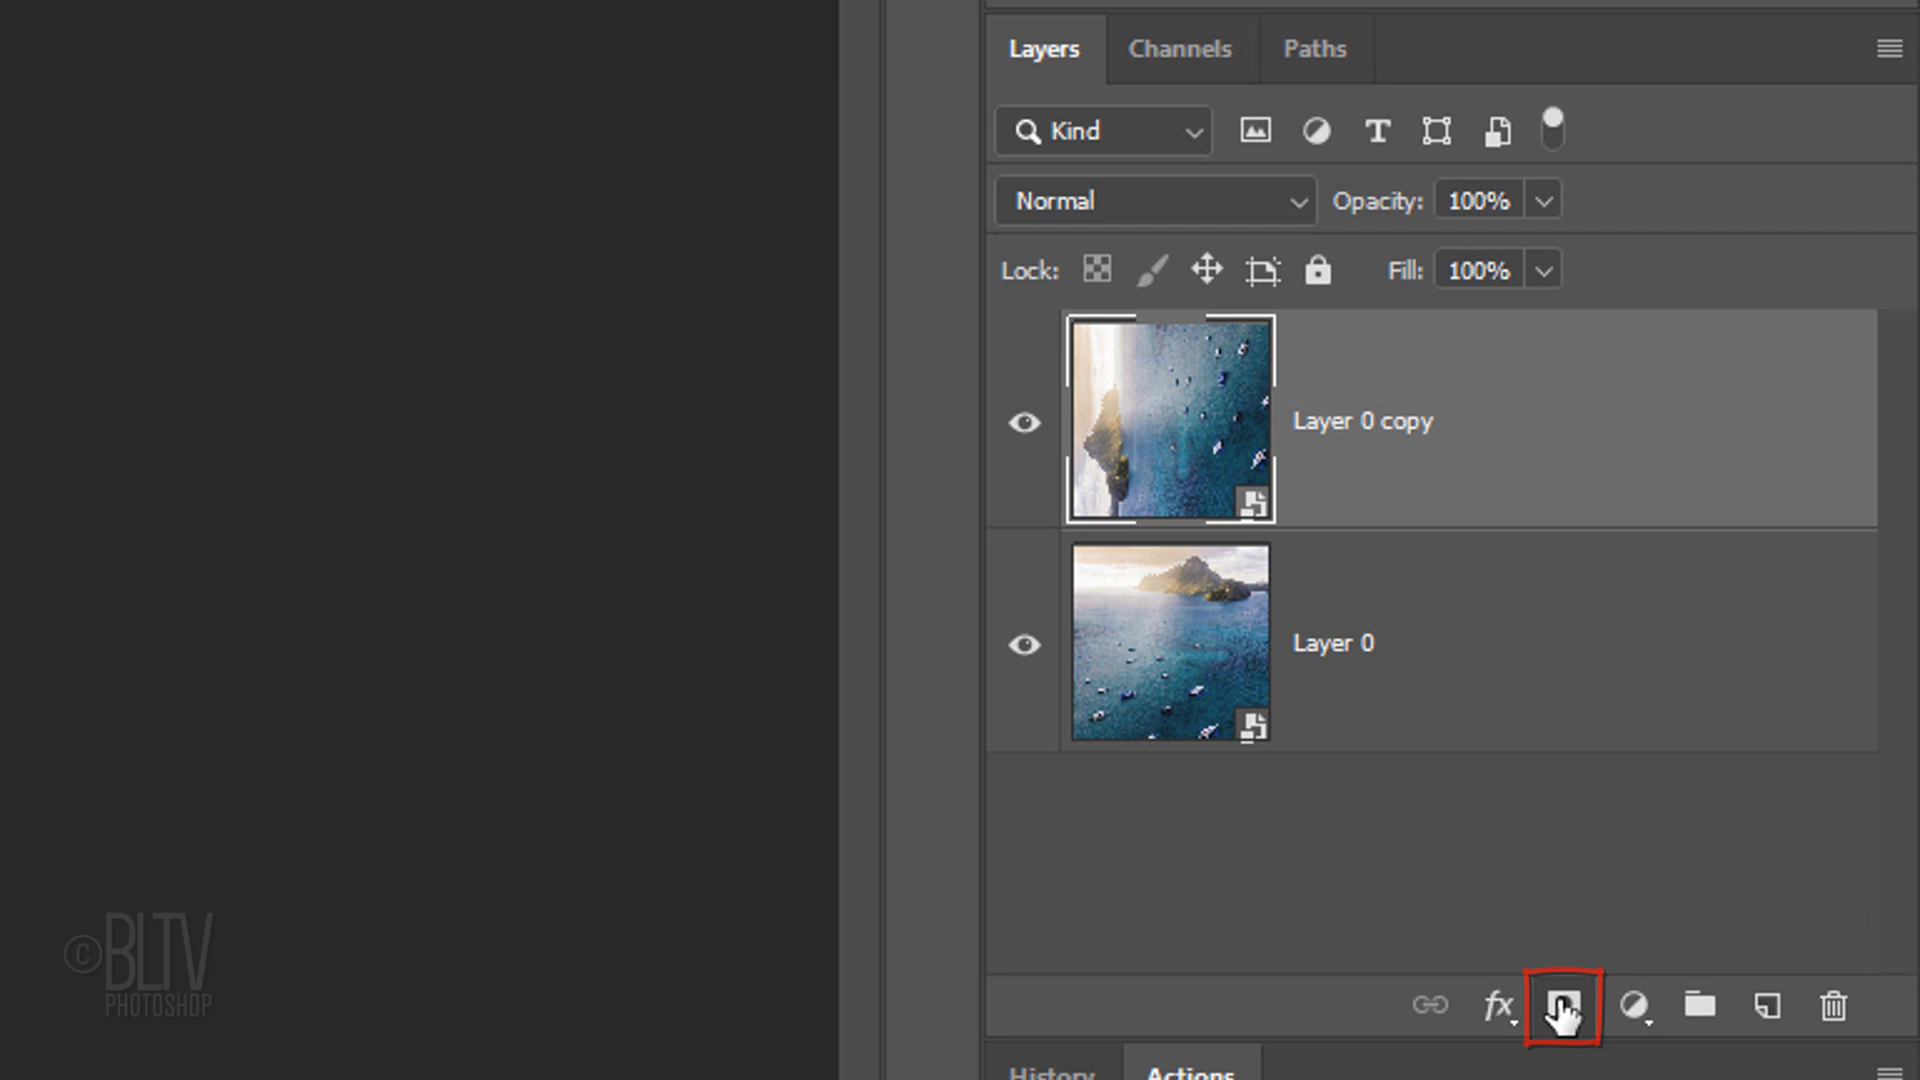 Layers Channels Paths
Kind
Normal Opacity: 100%
Lock: Fill: 100%
Layer 0 copy
Layer 0
©BLTV
PHOTOSHOP
fx
History Actions